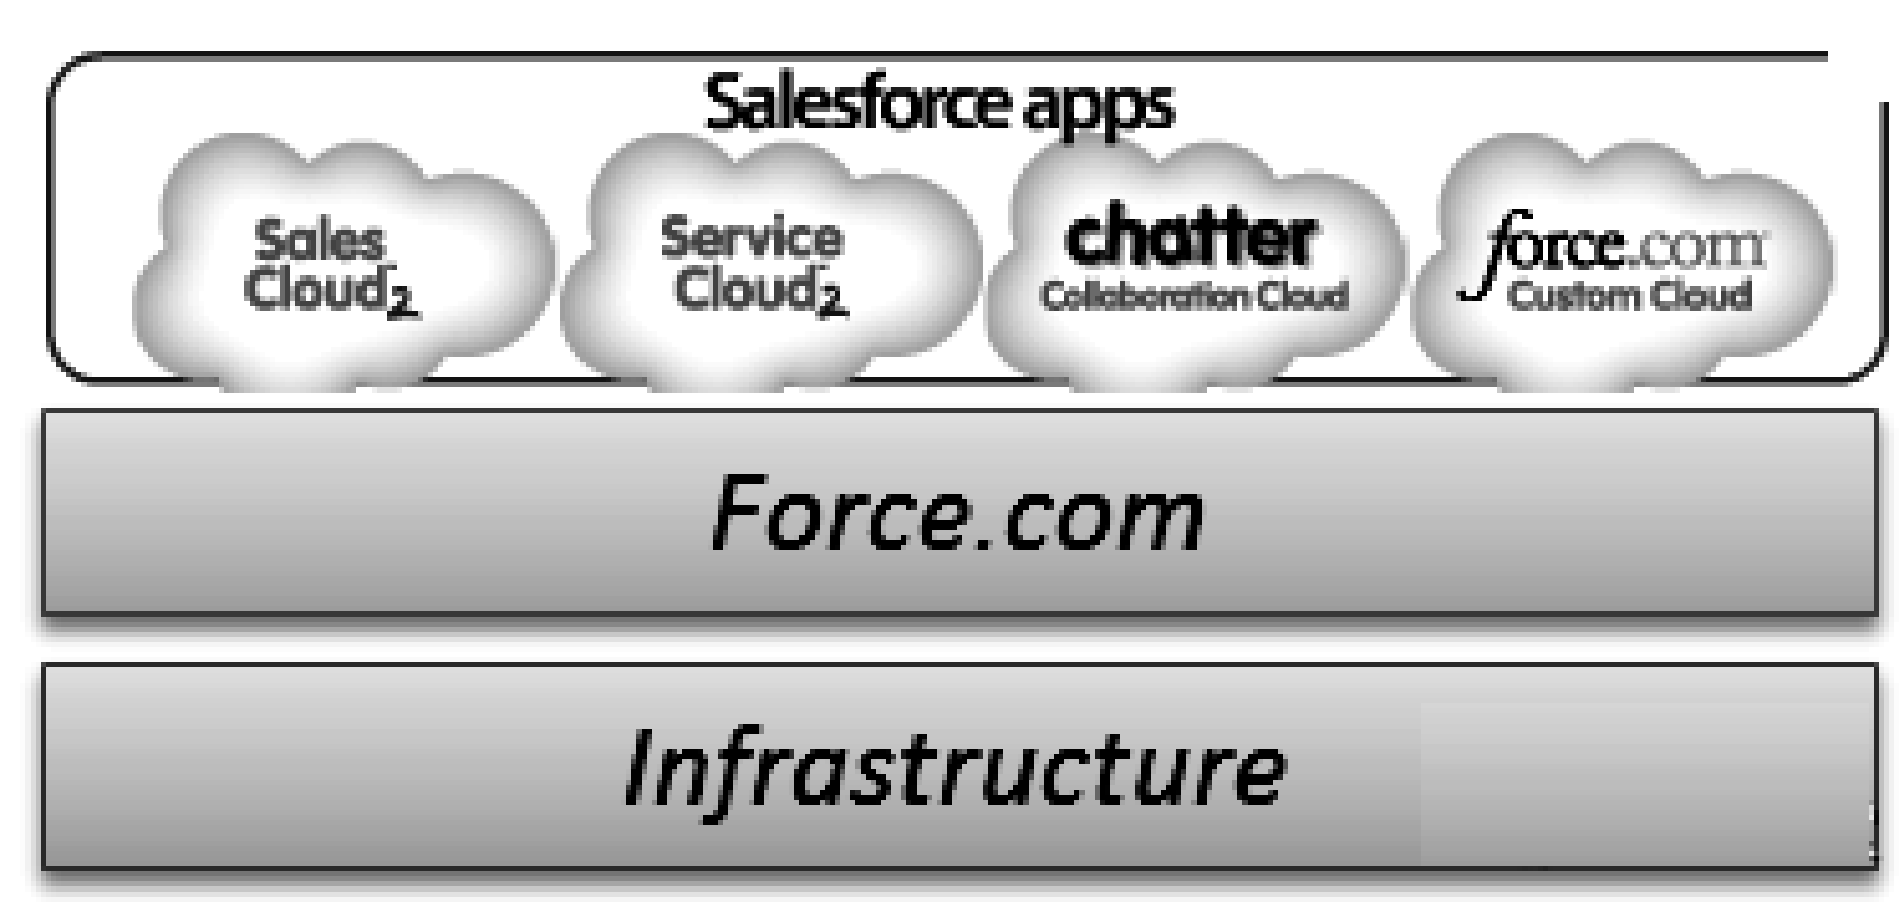 Salesforce apps
Sales
Cloud2
Service
Cloud2
chatter
Collaboration Cloud
force.com
Custom Cloud
Force.com
Infrastructure